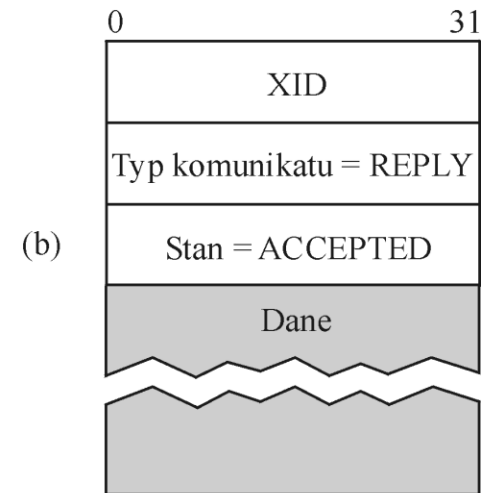 0 31
XID
Typ komunikatu = REPLY
(b) Stan = ACCEPTED
Dane